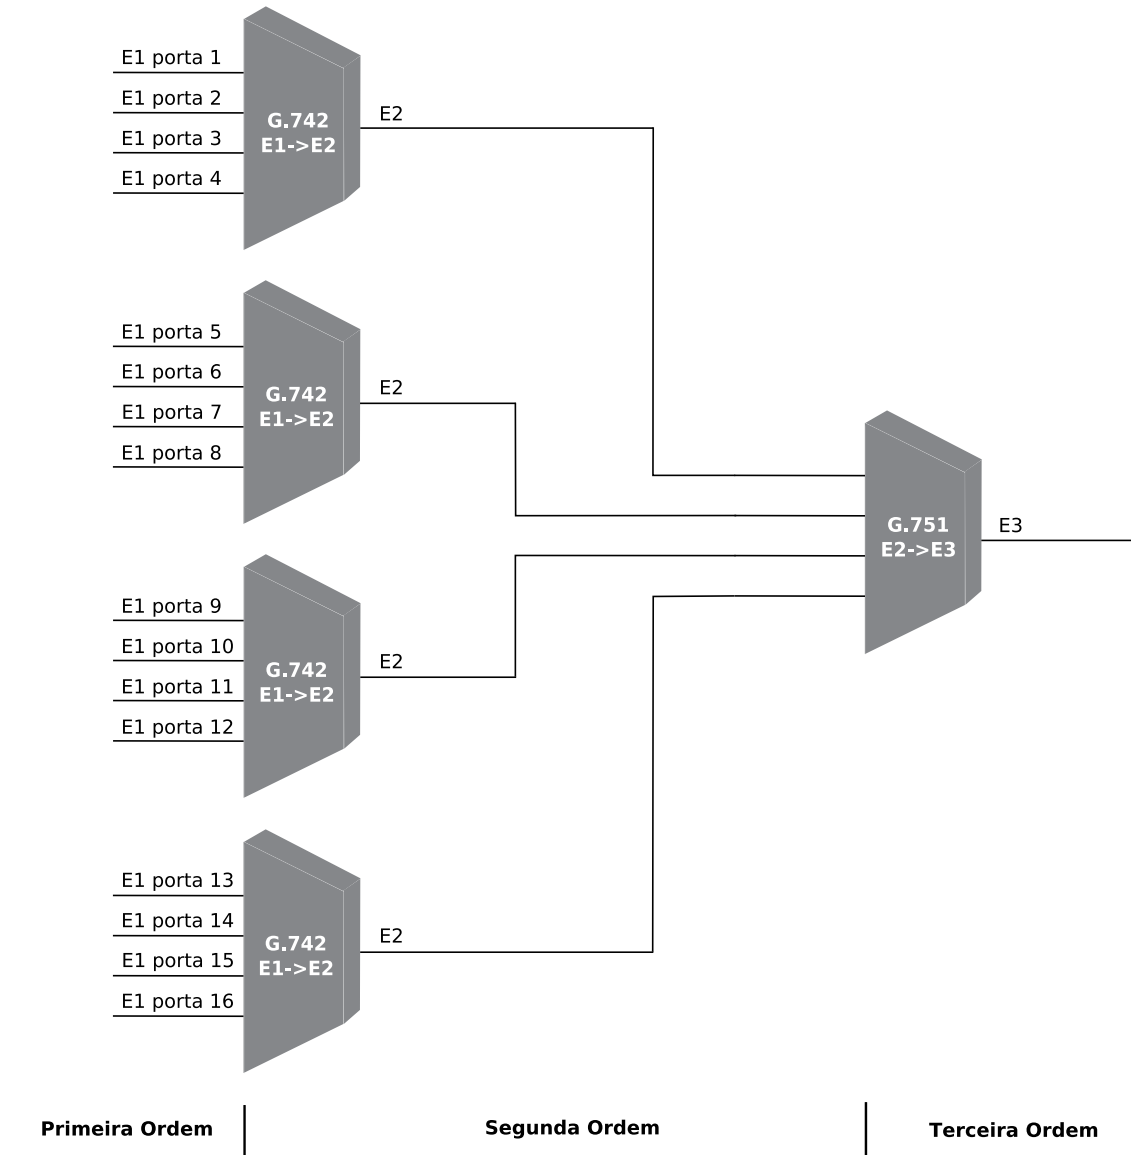 E1 porta 1
E1 porta 2
E1 porta 3
E1 porta 4
G.742
E1->E2
E2
E1 porta 5
E1 porta 6
E1 porta 7
E1 porta 8
G.742
E1->E2
E2
E1 porta 9
E1 porta 10
E1 porta 11
E1 porta 12
G.742
E1->E2
E2
E1 porta 13
E1 porta 14
E1 porta 15
E1 porta 16
G.742
E1->E2
E2
G.751
E2->E3
E3
Primeira Ordem
Segunda Ordem
Terceira Ordem